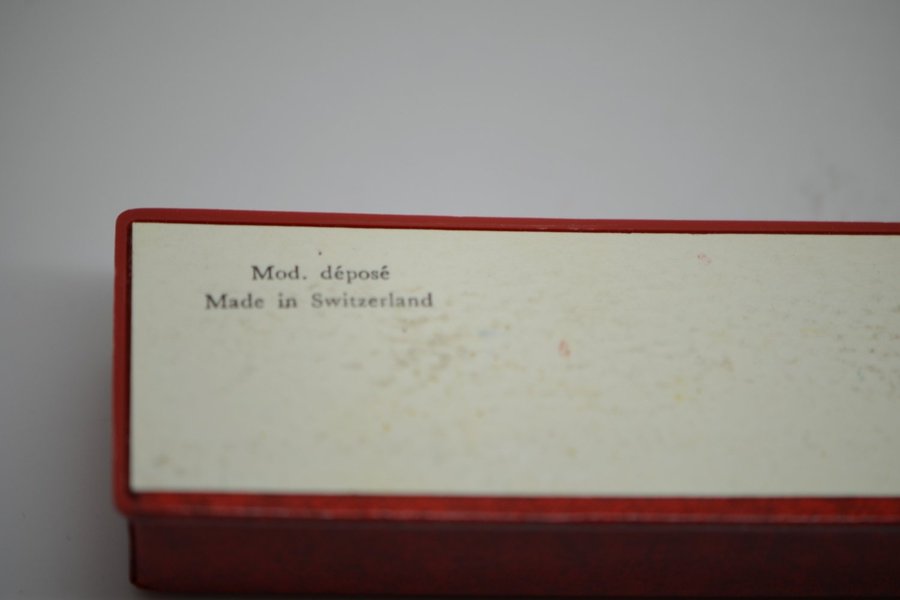 Mod. déposé
Made in Switzerland